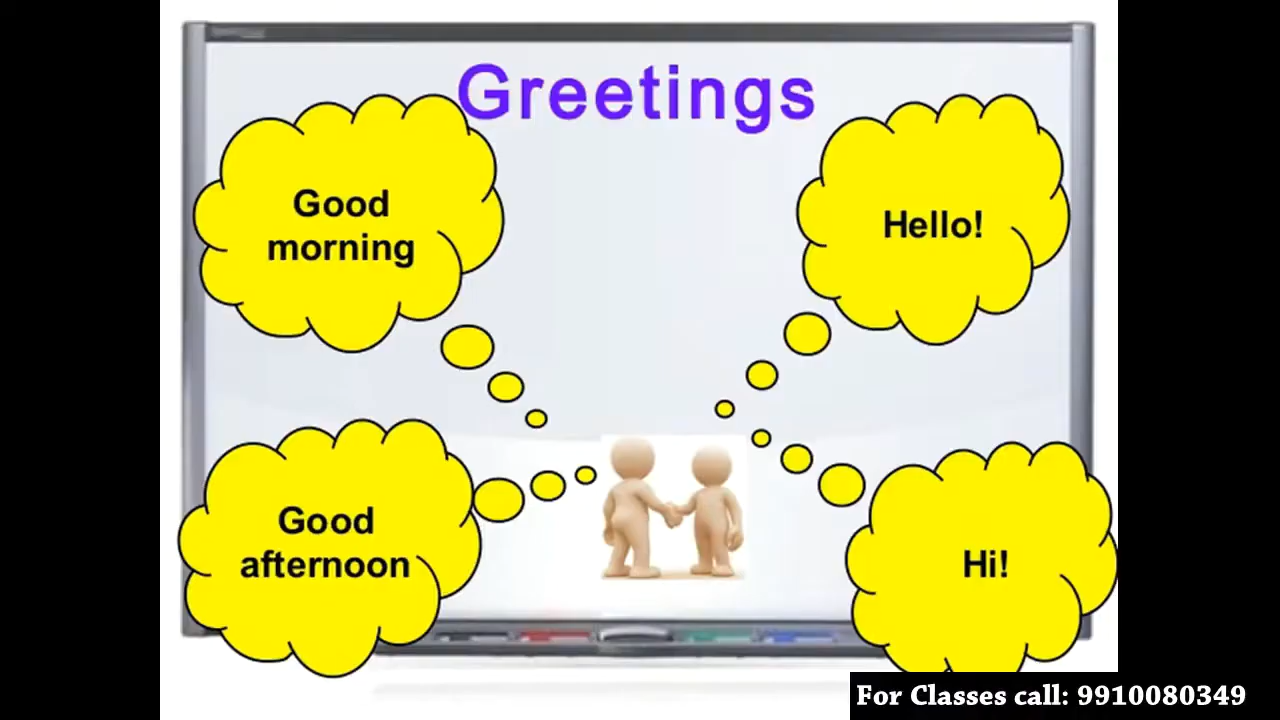 Greetings
Good
morning
Hello!
Good
afternoon
Hi!
For Classes call: 9910080349